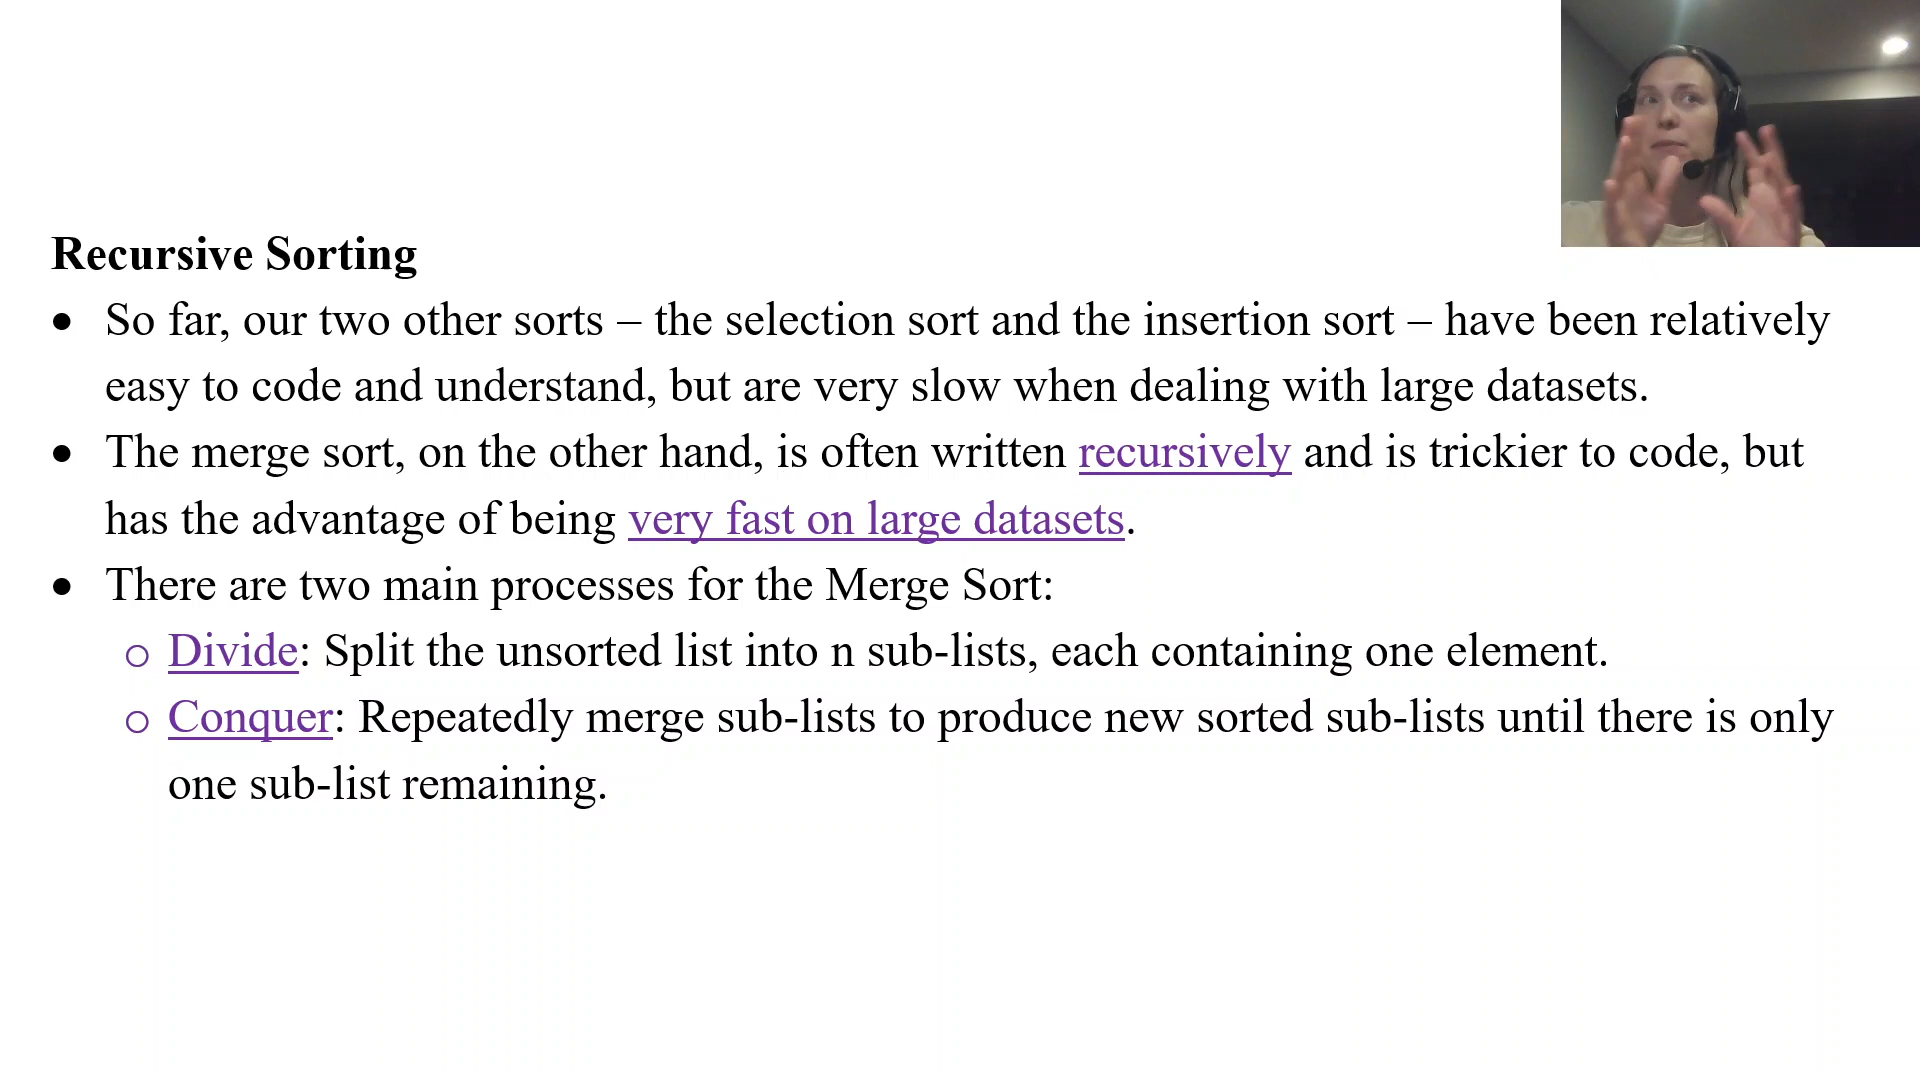 Recursive Sorting
• So far, our two other sorts – the selection sort and the insertion sort – have been relatively
easy to code and understand, but are very slow when dealing with large datasets.
• The merge sort, on the other hand, is often written recursively and is trickier to code, but
has the advantage of being very fast on large datasets.
• There are two main processes for the Merge Sort:
o Divide: Split the unsorted list into n sub-lists, each containing one element.
o Conquer: Repeatedly merge sub-lists to produce new sorted sub-lists until there is only
one sub-list remaining.